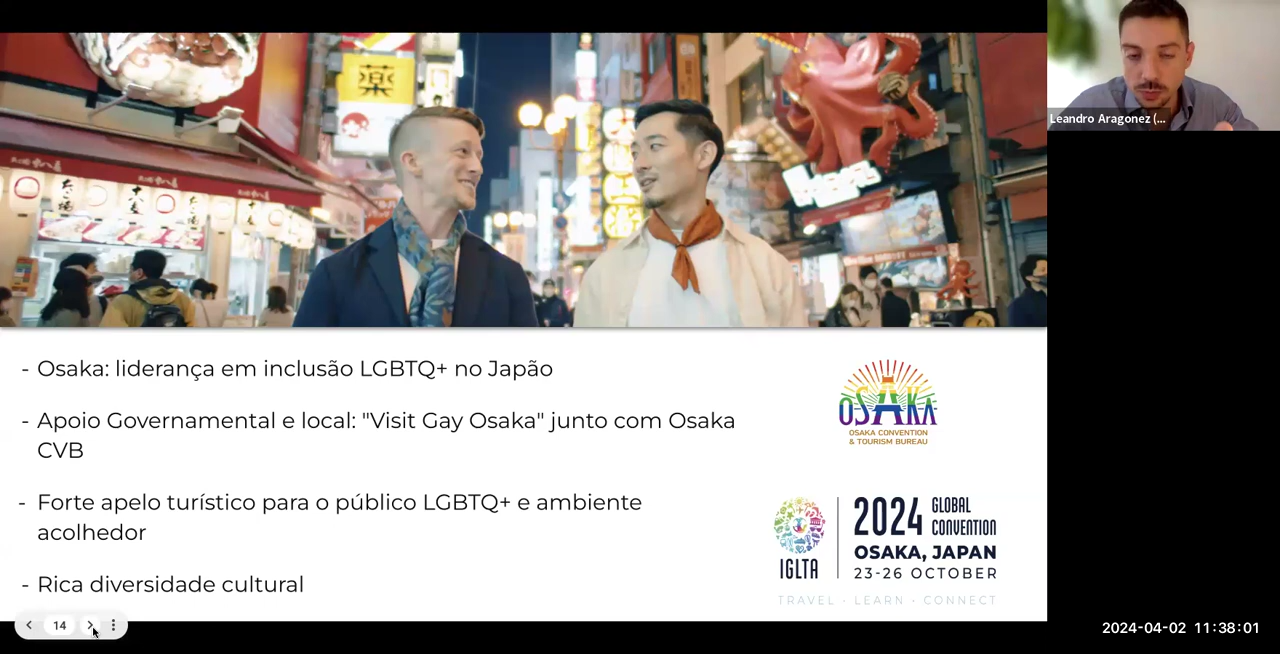 楽
Leandro Aragonez (...
- Osaka: liderança em inclusão LGBTQ+ no Japão
- Apoio Governamental e local: "Visit Gay Osaka" junto com Osaka
CVB
- Forte apelo turístico para o público LGBTQ+ e ambiente
acolhedor
- Rica diversidade cultural
OSAKA
OSAKA CONVENTION
& TOURISM BUREAU
IGLTA
2024 GLOBAL
CONVENTION
OSAKA, JAPAN
23-26 OCTOBER
TRAVEL • LEARN • CONNECT
14
2024-04-02 11:38:01